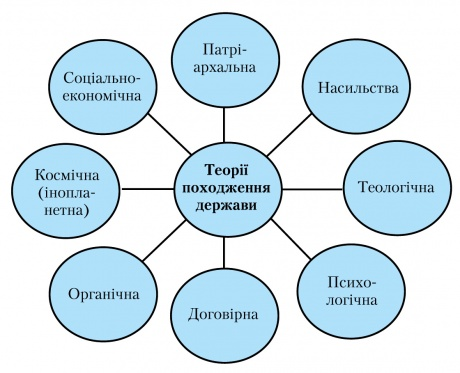 Патрі-
архальна
Соціально-
економічна
Насильства
Космічна
(інопла-
нетна)
Теорії
походження
держави
Теологічна
Органічна
Договірна
Психо-
логічна